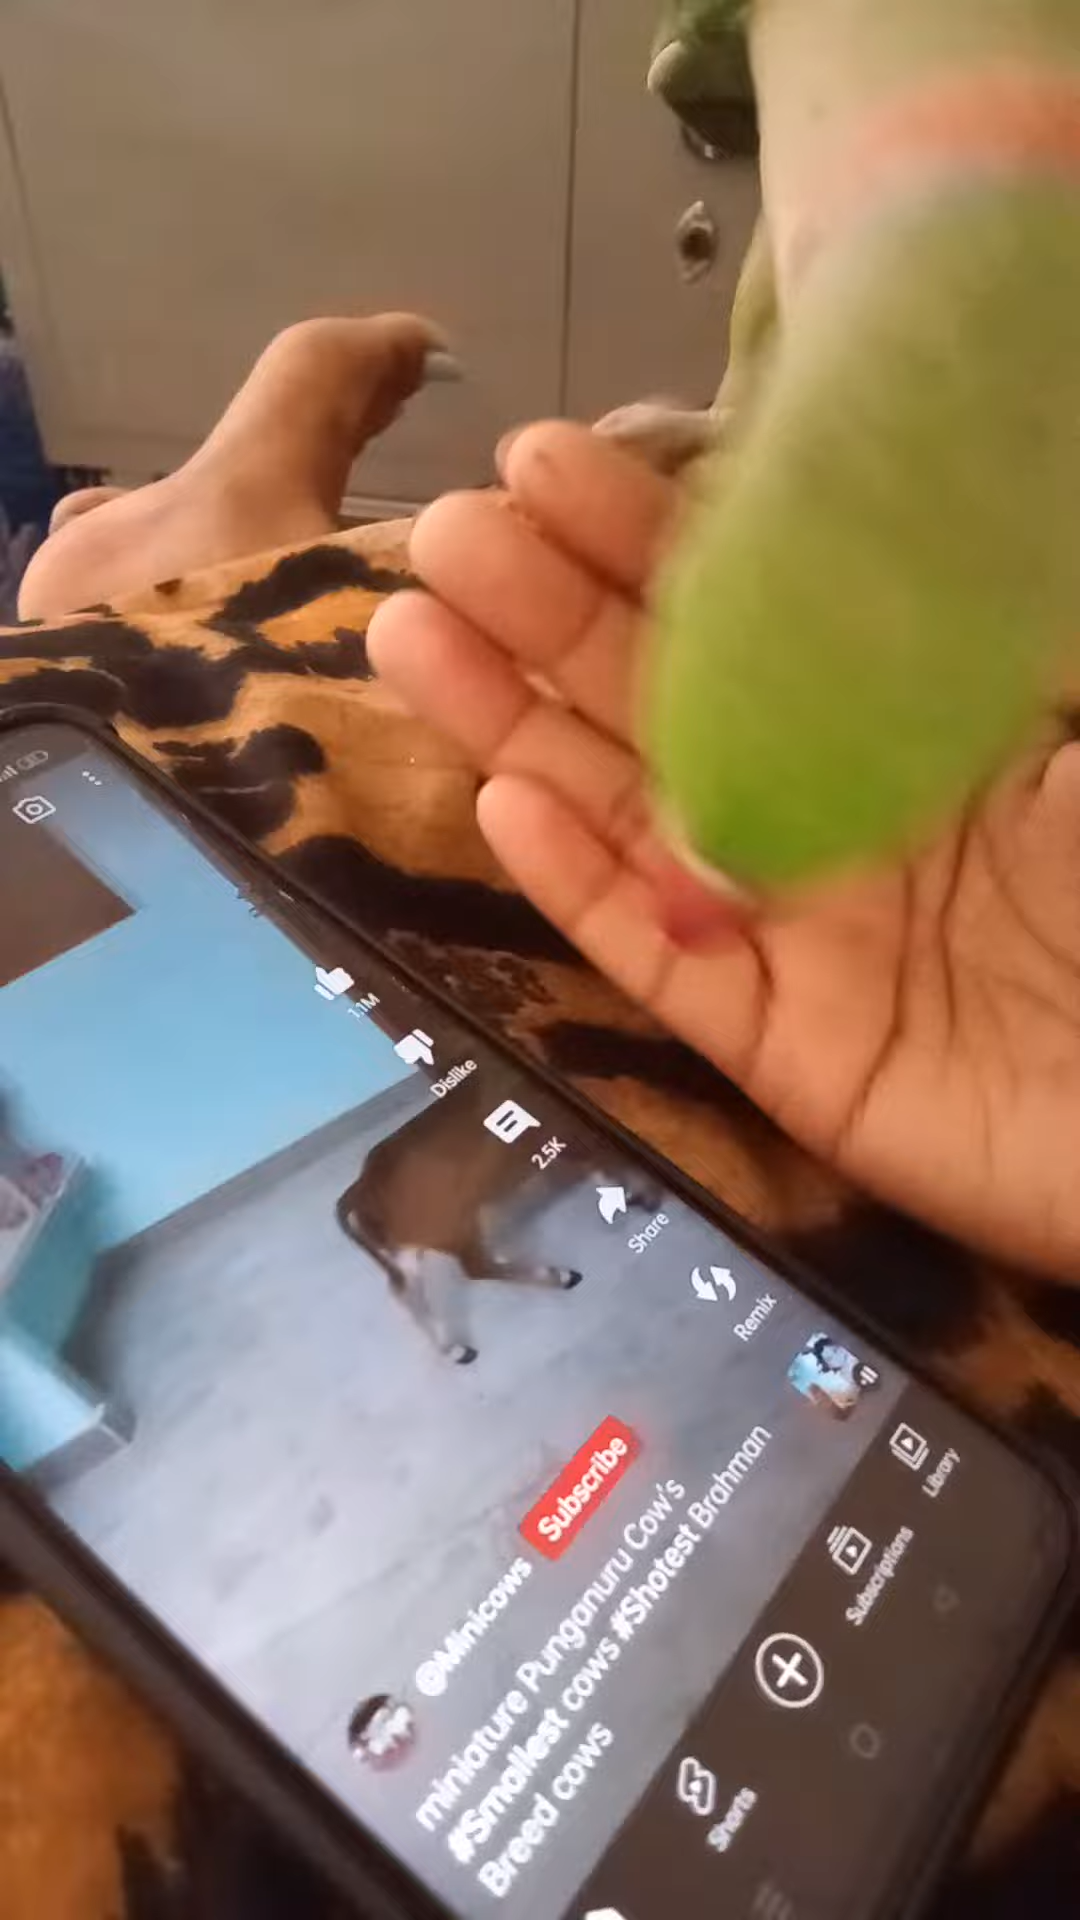 1.1M
Dislike
2.5K
Share
Remix
@Minicows Subscribe
miniature Punganuru Cow's
#Smallest cows #Shotest Brahman
Breed cows
Shorts
Subscriptions
Library